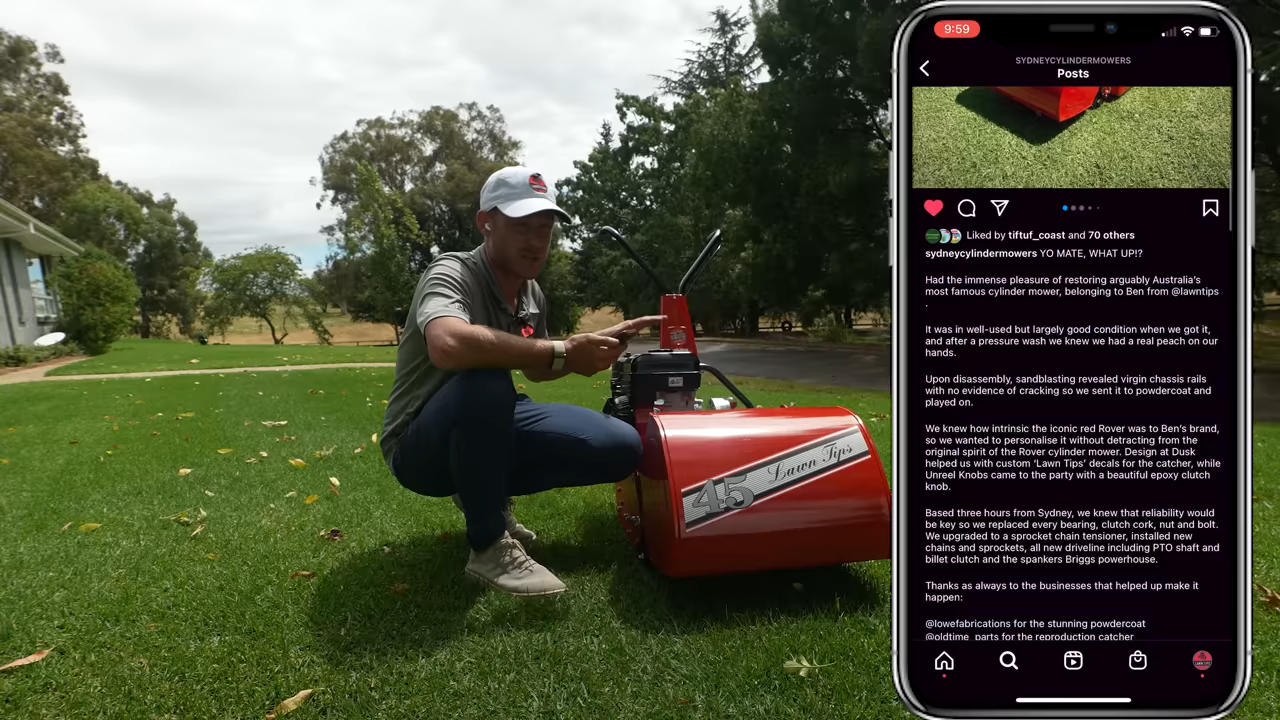 9:59
SYDNEYCYLINDERMOWERS
Posts
Liked by tiftuf_coast and 70 others
sydneycylindermowers YO MATE, WHAT UP!?
Had the immense pleasure of restoring arguably Australia's
most famous cylinder mower, belonging to Ben from @lawntips
.
It was in well-used but largely good condition when we got it,
and after a pressure wash we knew we had a real peach on our
hands.
Upon disassembly, sandblasting revealed virgin chassis rails
with no evidence of cracking so we sent it to powdercoat and
played on.
We knew how intrinsic the iconic red Rover was to Ben's brand,
so we wanted to personalise it without detracting from the
original spirit of the Rover cylinder mower. Design at Dusk
helped us with custom 'Lawn Tips' decals for the catcher, while
Unreel Knobs came to the party with a beautiful epoxy clutch
knob.
Based three hours from Sydney, we knew that reliability would
be key so we replaced every bearing, clutch cork, nut and bolt.
We upgraded to a sprocket chain tensioner, installed new
chains and sprockets, all new driveline including PTO shaft and
billet clutch and the spankers Briggs powerhouse.
Thanks as always to the businesses that helped up make it
happen:
@lowefabrications for the stunning powdercoat
@oldtime_parts for the reproduction catcher
45 Lawn Tips